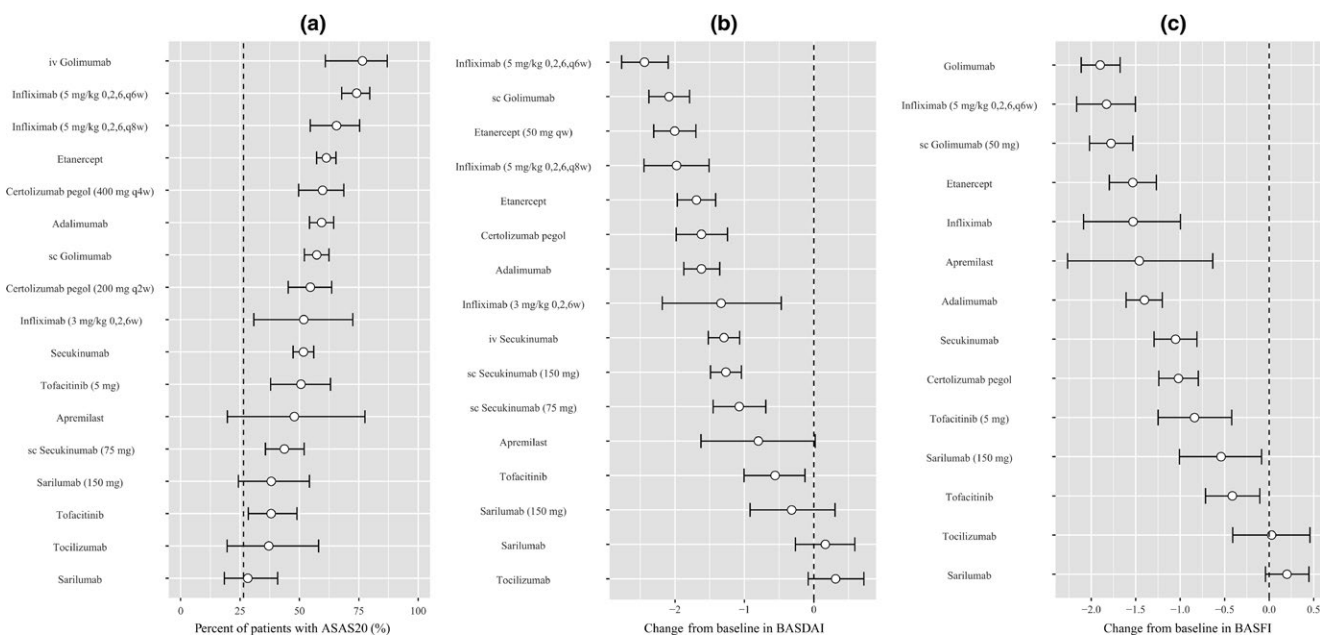 (a)
iv Golimumab
Infliximab (5 mg/kg 0,2,6,q6w)
Infliximab (5 mg/kg 0,2,6,q8w)
Etanercept
Certolizumab pegol (400 mg q4w)
Adalimumab
sc Golimumab
Certolizumab pegol (200 mg q2w)
Infliximab (3 mg/kg 0,2,6w)
Secukinumab
Tofacitinib (5 mg)
Apremilast
sc Secukinumab (75 mg)
Sarilumab (150 mg)
Tofacitinib
Tocilizumab
Sarilumab
0 25 50 75 100
Percent of patients with ASAS20 (%)
(b)
Infliximab (5 mg/kg 0,2,6,q6w)
sc Golimumab
Etanercept (50 mg qw)
Infliximab (5 mg/kg 0,2,6,q8w)
Etanercept
Certolizumab pegol
Adalimumab
Infliximab (3 mg/kg 0,2,6w)
iv Secukinumab
sc Secukinumab (150 mg)
sc Secukinumab (75 mg)
Apremilast
Tofacitinib
Sarilumab (150 mg)
Sarilumab
Tocilizumab
−2 −1 0
Change from baseline in BASDAI
(c)
Golimumab
Infliximab (5 mg/kg 0,2,6,q6w)
sc Golimumab (50 mg)
Etanercept
Infliximab
Apremilast
Adalimumab
Secukinumab
Certolizumab pegol
Tofacitinib (5 mg)
Sarilumab (150 mg)
Tofacitinib
Tocilizumab
Sarilumab
−2.0 −1.5 −1.0 −0.5 0.0 0.5
Change from baseline in BASFI